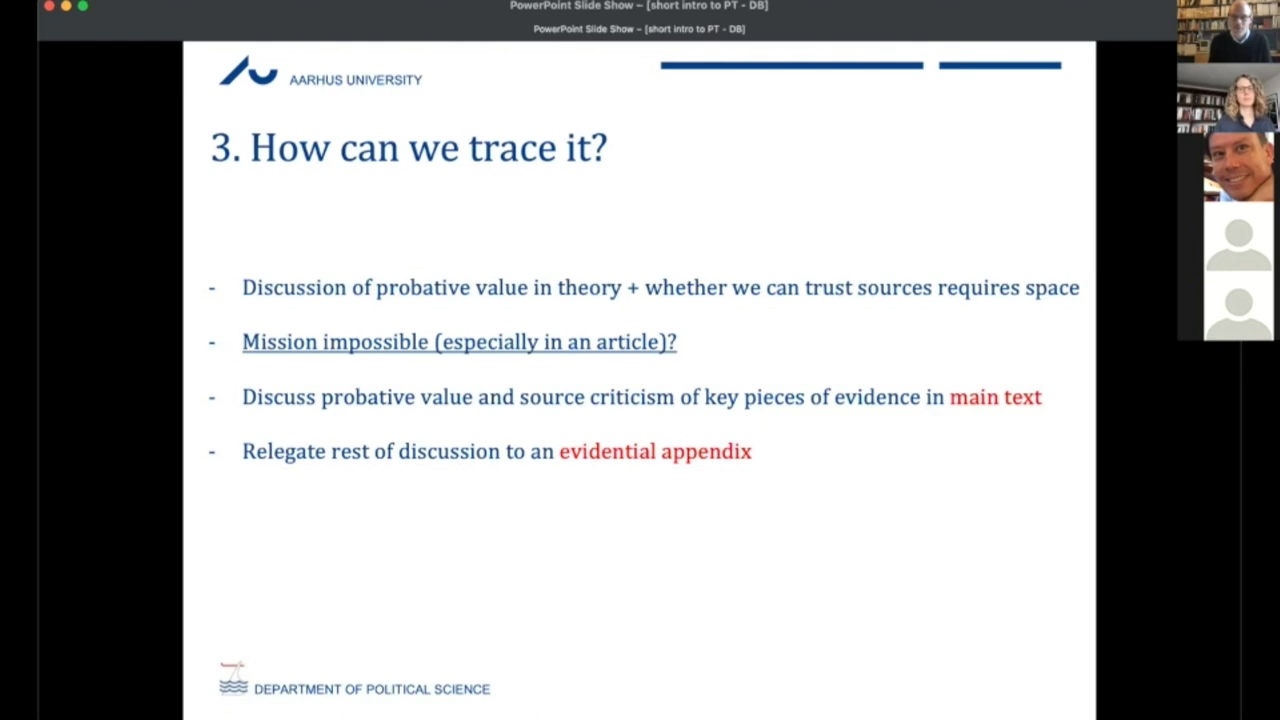 PowerPoint Slide Show – [short intro to PT - DB]
PowerPoint Slide Show – [short intro to PT - DB]
AARHUS UNIVERSITY
3. How can we trace it?
- Discussion of probative value in theory + whether we can trust sources requires space
- Mission impossible (especially in an article)?
- Discuss probative value and source criticism of key pieces of evidence in main text
- Relegate rest of discussion to an evidential appendix
DEPARTMENT OF POLITICAL SCIENCE